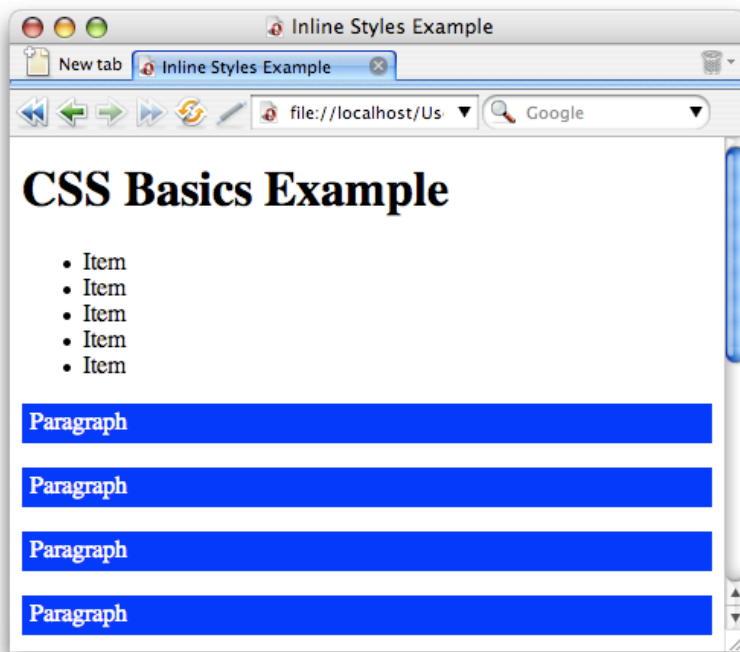 Inline Styles Example
New tab
Inline Styles Example
file://localhost/Us
Google
CSS Basics Example
Item
Item
Item
Item
Item
Paragraph
Paragraph
Paragraph
Paragraph